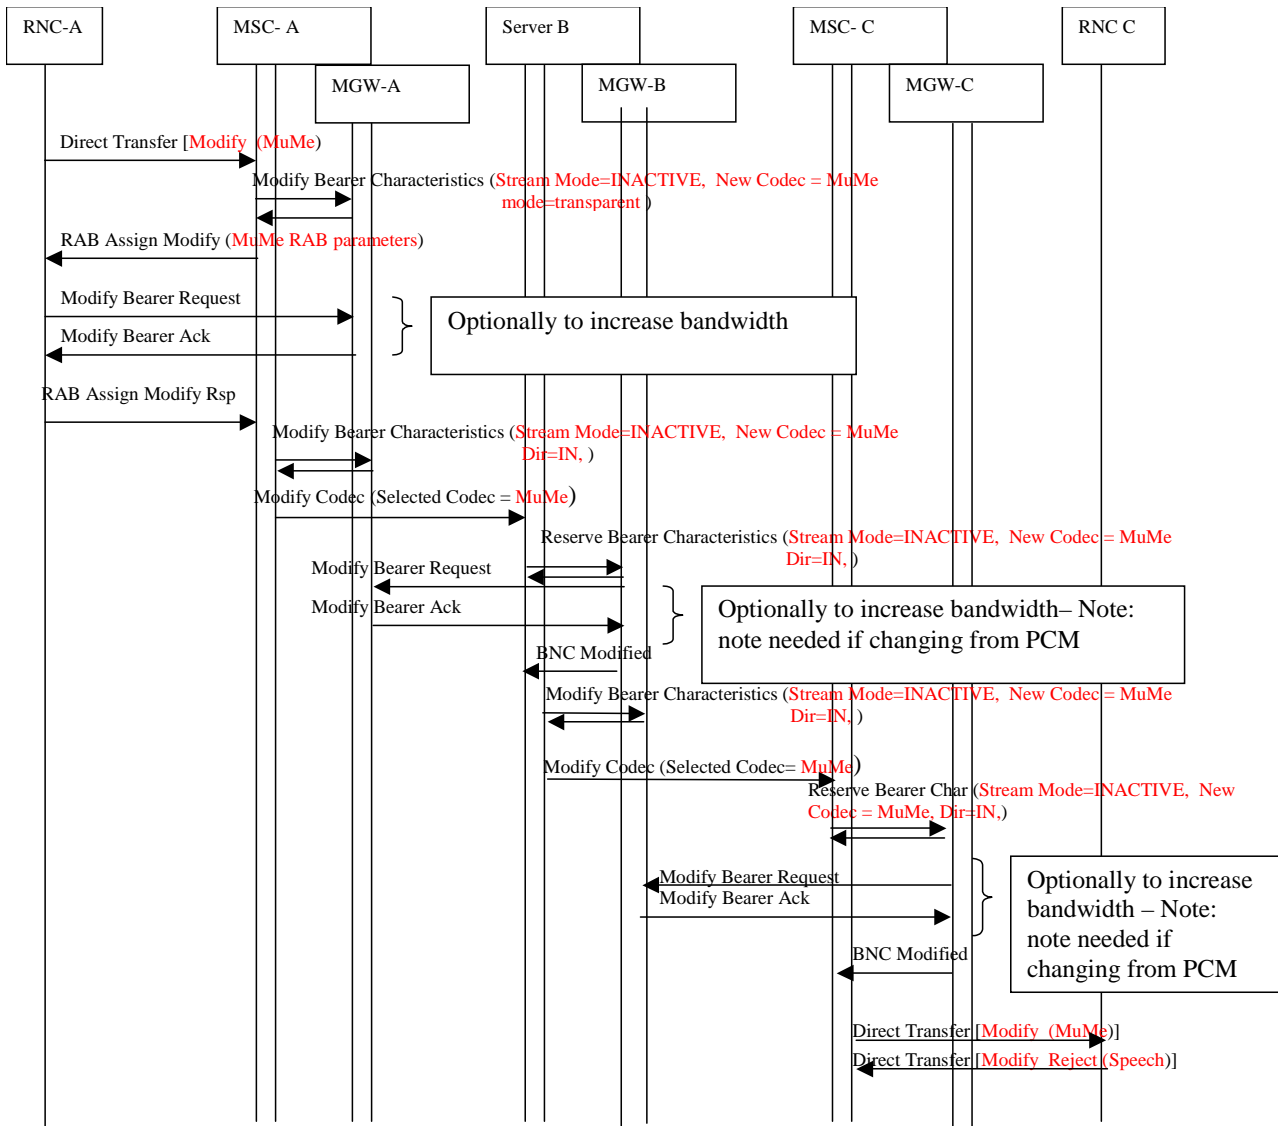 RNC-A
MSC- A
Server B
MSC- C
RNC C
MGW-A
MGW-B
MGW-C
Direct Transfer [Modify (MuMe)
Modify Bearer Characteristics (Stream Mode=INACTIVE, New Codec = MuMe
mode=transparent )
RAB Assign Modify (MuMe RAB parameters)
Modify Bearer Request
Optionally to increase bandwidth
Modify Bearer Ack
RAB Assign Modify Rsp
Modify Bearer Characteristics (Stream Mode=INACTIVE, New Codec = MuMe
Dir=IN, )
Modify Codec (Selected Codec = MuMe)
Reserve Bearer Characteristics (Stream Mode=INACTIVE, New Codec = MuMe
Dir=IN, )
Modify Bearer Request
Modify Bearer Ack
Optionally to increase bandwidth– Note:
note needed if changing from PCM
BNC Modified
Modify Bearer Characteristics (Stream Mode=INACTIVE, New Codec = MuMe
Dir=IN, )
Modify Codec (Selected Codec= MuMe)
Reserve Bearer Char (Stream Mode=INACTIVE, New
Codec = MuMe, Dir=IN,)
Modify Bearer Request
Modify Bearer Ack
Optionally to increase
bandwidth – Note:
note needed if
changing from PCM
BNC Modified
Direct Transfer [Modify (MuMe)]
Direct Transfer [Modify Reject (Speech)]